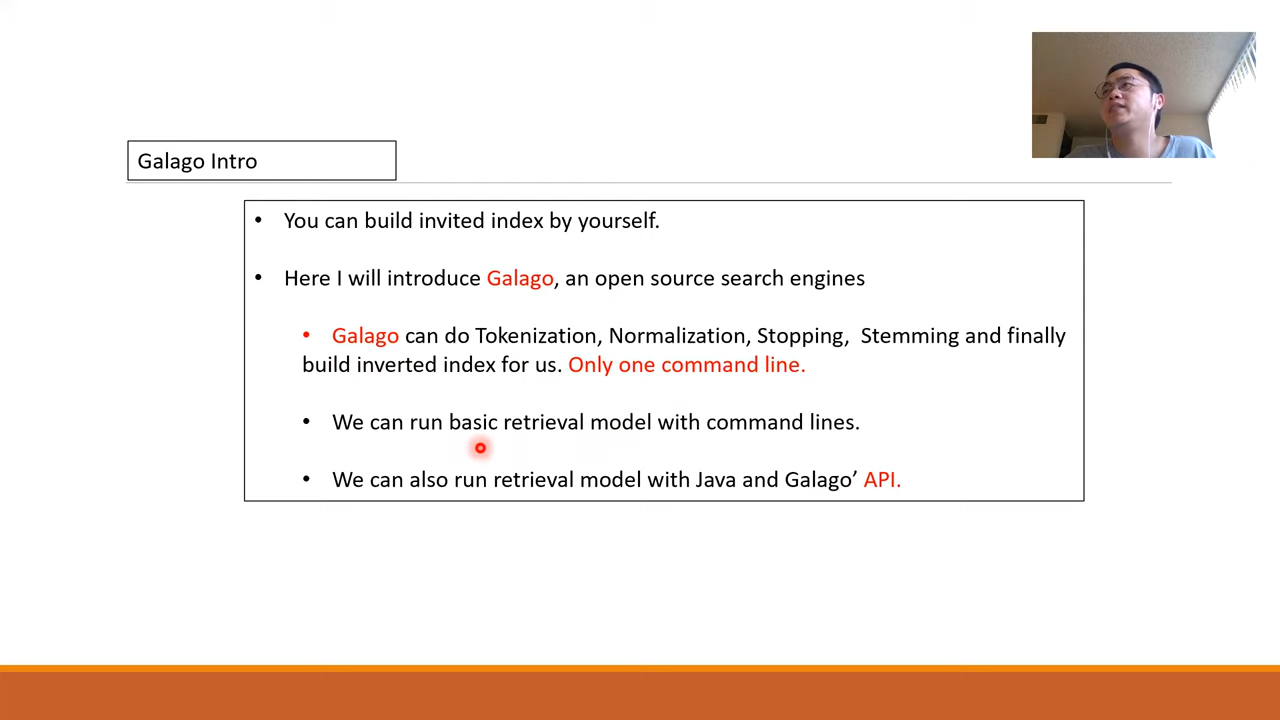 Galago Intro
• You can build invited index by yourself.
• Here I will introduce Galago, an open source search engines
• Galago can do Tokenization, Normalization, Stopping, Stemming and finally
build inverted index for us. Only one command line.
• We can run basic retrieval model with command lines.
• We can also run retrieval model with Java and Galago’ API.